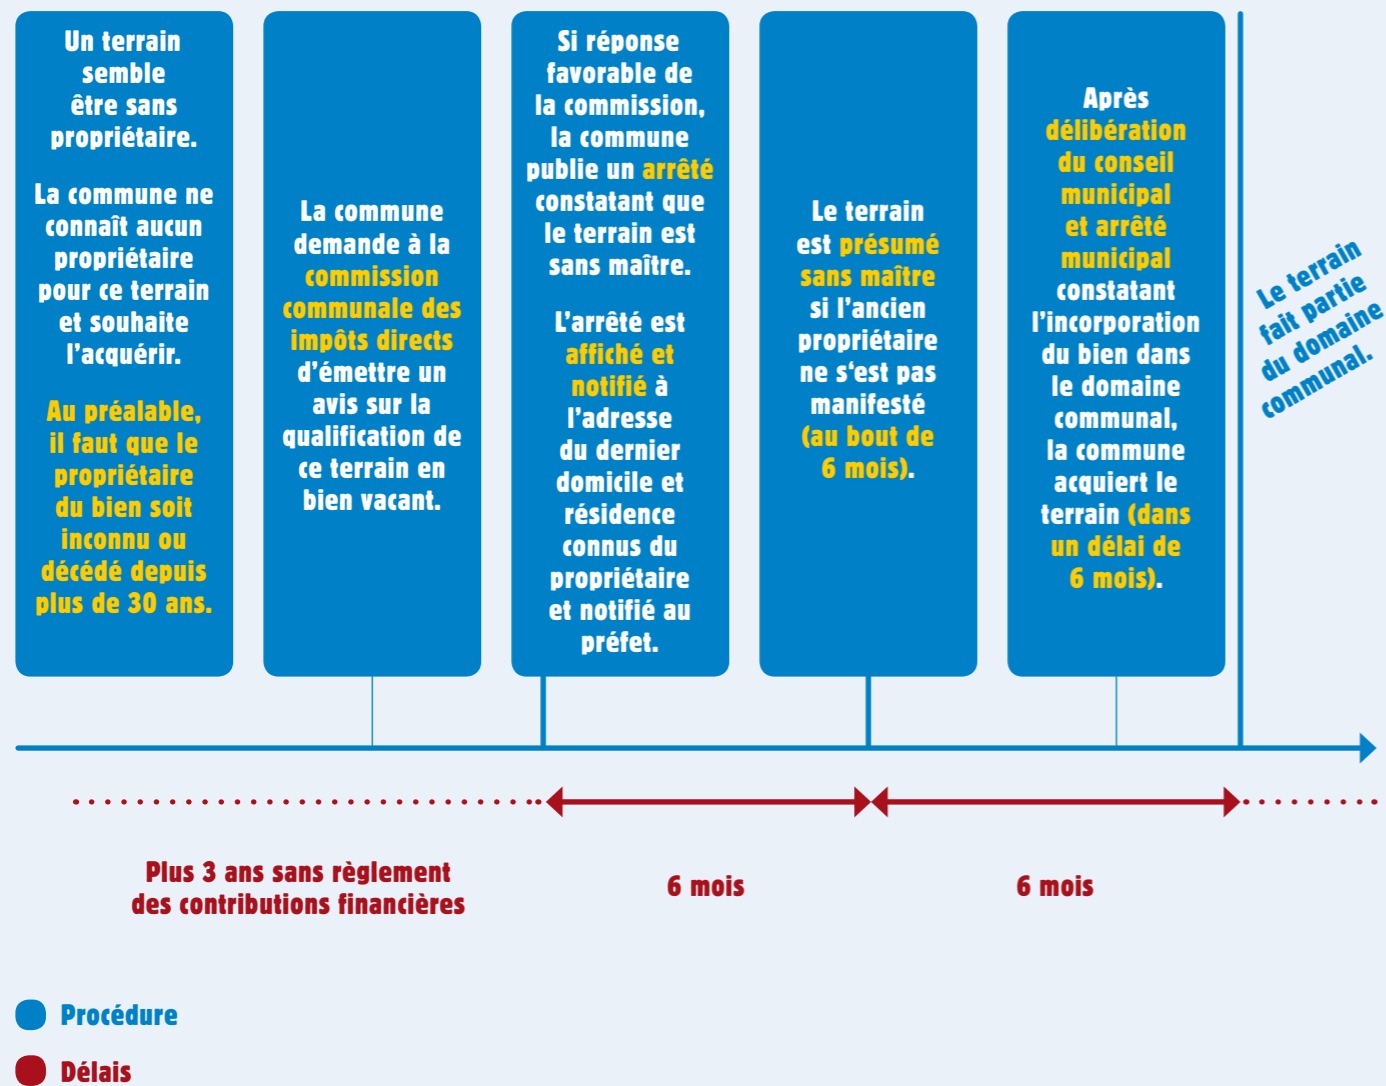 Un terrain
semble
être sans
propriétaire.
La commune ne
connaît aucun
propriétaire
pour ce terrain
et souhaite
l’acquérir.
Au préalable,
il faut que le
propriétaire
du bien soit
inconnu ou
décédé depuis
plus de 30 ans.
La commune
demande à la
commission
communale des
impôts directs
d’émettre un
avis sur la
qualification de
ce terrain en
bien vacant.
Si réponse
favorable de
la commission,
la commune
publie un arrêté
constatant que
le terrain est
sans maître.
L’arrêté est
affiché et
notifié à
l’adresse
du dernier
domicile et
résidence
connus du
propriétaire
et notifié au
préfet.
Le terrain
est présumé
sans maître
si l’ancien
propriétaire
ne s‘est pas
manifesté
(au bout de
6 mois).
Après
délibération
du conseil
municipal
et arrêté
municipal
constatant
l’incorporation
du bien dans
le domaine
communal,
la commune
acquiert le
terrain (dans
un délai de
6 mois).
Le terrain
fait partie
du domaine
communal.
Plus 3 ans sans règlement
des contributions financières
6 mois
6 mois
Procédure
Délais